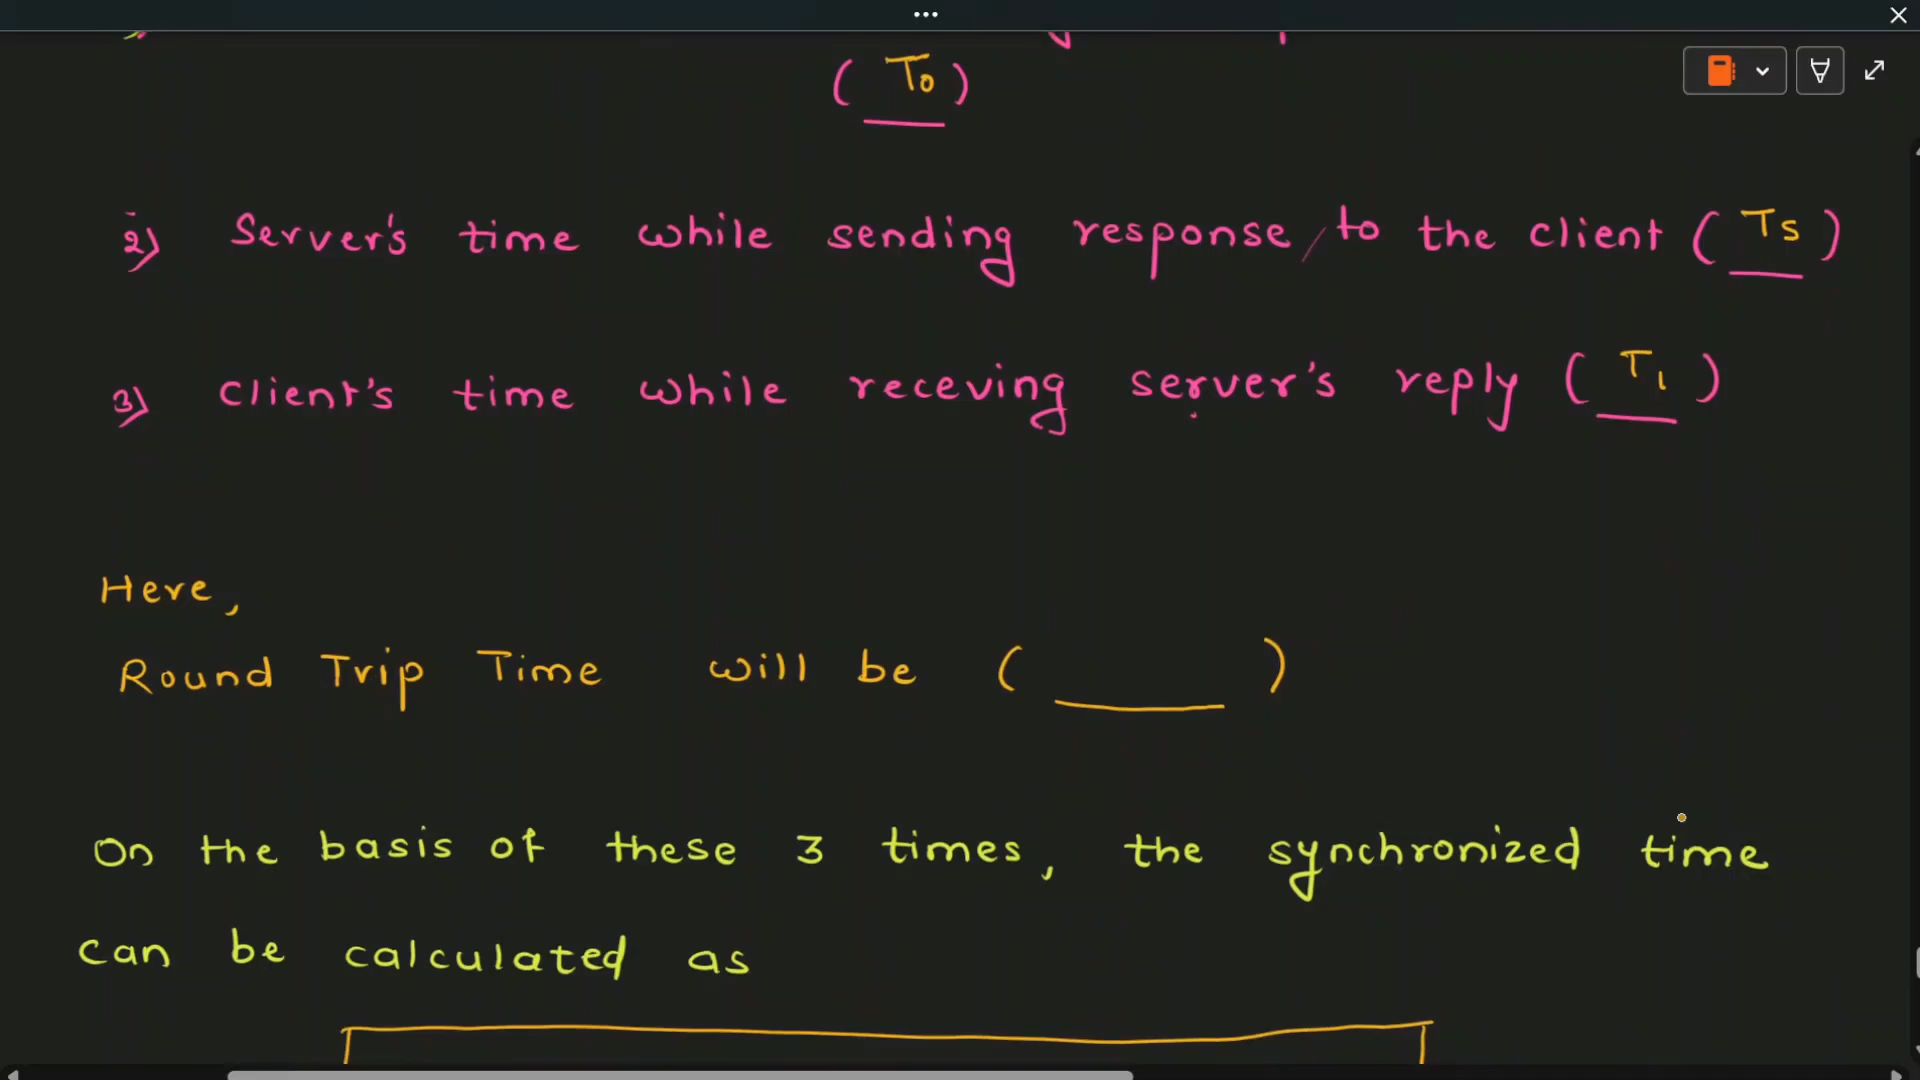 ( To )
2) Server's time while sending response, to the client ( Ts )
3) Client's time while receving server's reply ( T1 )
Here,
Round Trip Time will be ( ____ )
On the basis of these 3 times, the synchronized time
can be calculated as